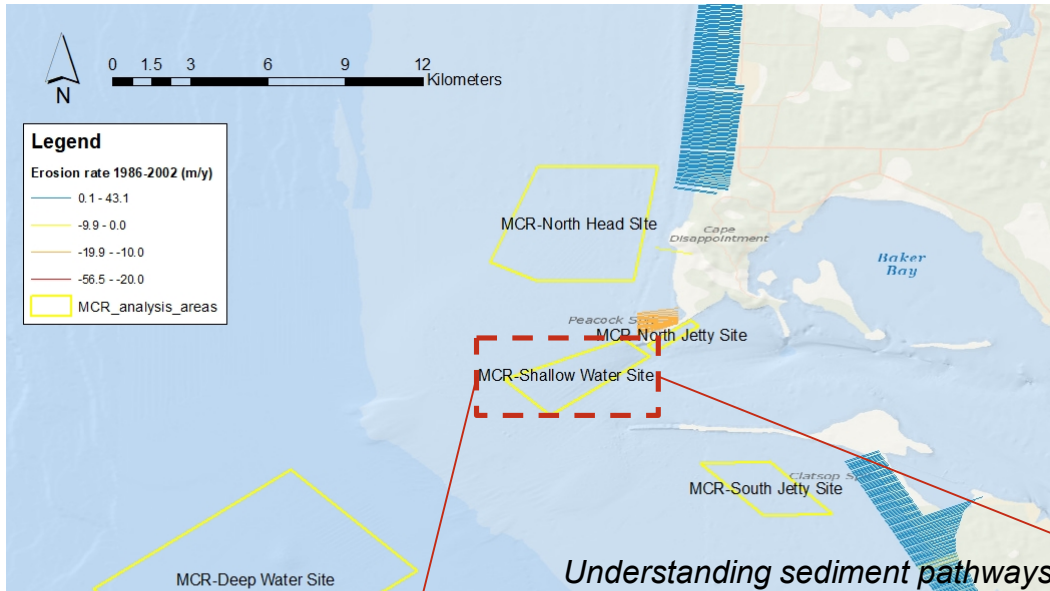 0 1.5 3 6 9 12
Kilometers
N
Legend
Erosion rate 1986-2002 (m/y)
0.1 - 43.1
-9.9 - 0.0
-19.9 - -10.0
-56.5 - -20.0
MCR_analysis_areas
MCR-North Head Site
Cape
Disappointment
Baker
Bay
Peacock
MCR-North Jetty Site
MCR-Shallow Water Site
Clatsop
MCR-South Jetty Site
MCR-Deep Water Site
Understanding sediment pathways